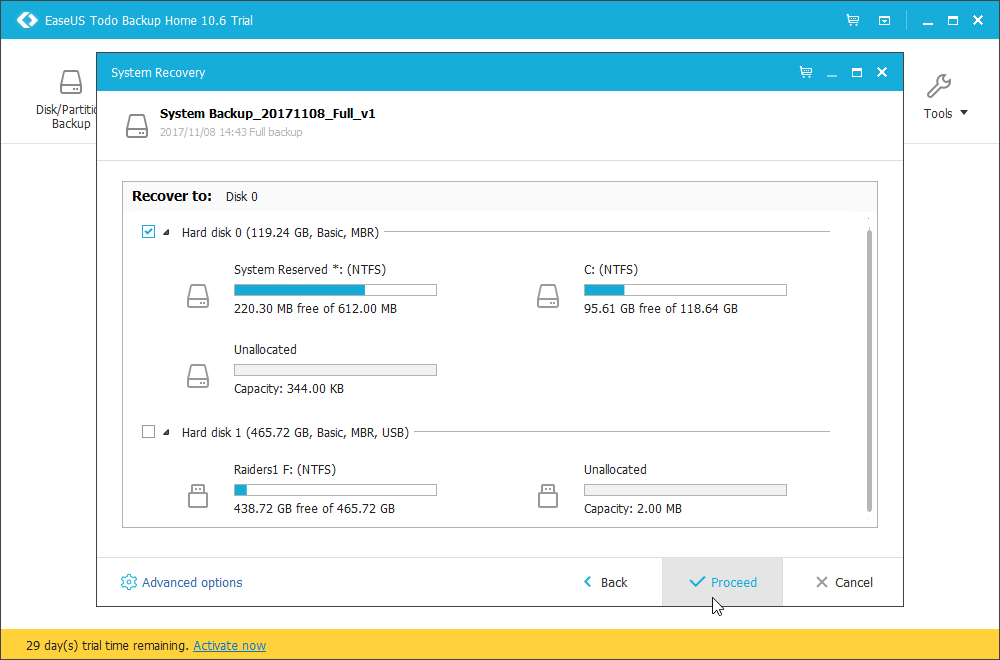 EaseUS Todo Backup Home 10.6 Trial
Disk/Partitio
Backup
Tools
System Recovery
System Backup_20171108_Full_v1
2017/11/08 14:43 Full backup
Recover to: Disk 0
Hard disk 0 (119.24 GB, Basic, MBR)
System Reserved *: (NTFS)
220.30 MB free of 612.00 MB
C: (NTFS)
95.61 GB free of 118.64 GB
Unallocated
Capacity: 344.00 KB
Hard disk 1 (465.72 GB, Basic, MBR, USB)
Raiders1 F: (NTFS)
438.72 GB free of 465.72 GB
Unallocated
Capacity: 2.00 MB
Advanced options
Back
Proceed
Cancel
29 day(s) trial time remaining. Activate now